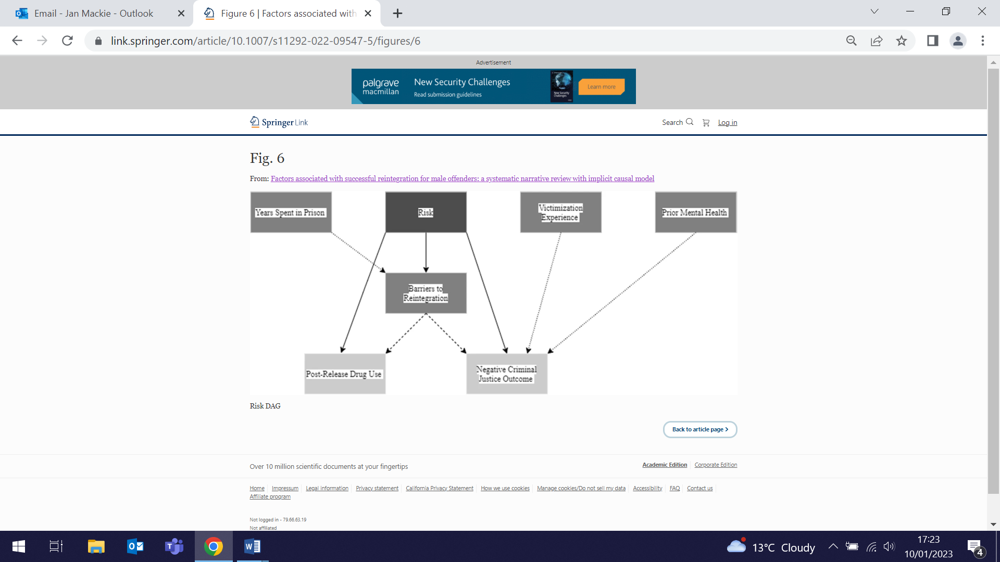 Email - Jan Mackie - Outlook
Figure 6 | Factors associated with
link.springer.com/article/10.1007/s11292-022-09547-5/figures/6
Advertisement
palgrave
macmillan
New Security Challenges
Read submission guidelines
New Security
Challenges
Learn more
Springer Link
Search
Log in
Fig. 6
From: Factors associated with successful reintegration for male offenders: a systematic narrative review with implicit causal model
Years Spent in Prison
Risk
Victimization
Experience
Prior Mental Health
Barriers to
Reintegration
Post-Release Drug Use
Negative Criminal
Justice Outcome
Risk DAG
Back to article page
Over 10 million scientific documents at your fingertips
Academic Edition
Corporate Edition
Home
Impressum
Legal information
Privacy statement
California Privacy Statement
How we use cookies
Manage cookies/Do not sell my data
Accessibility
FAQ
Contact us
Affiliate program
Not logged in - 79.66.63.19
Not affiliated
13°C Cloudy
17:23
10/01/2023
4